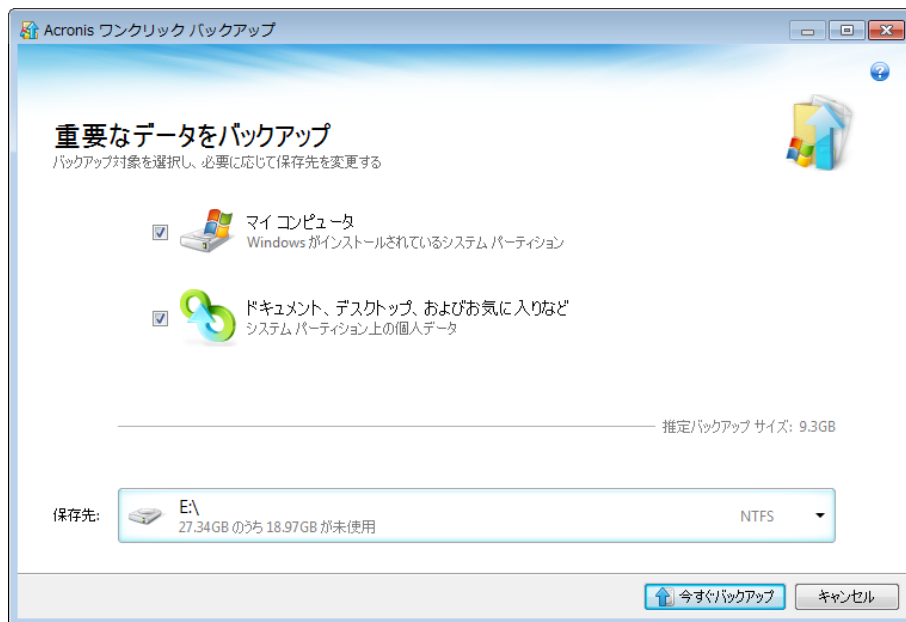 Acronis ワンクリック バックアップ
重要なデータをバックアップ
バックアップ対象を選択し、必要に応じて保存先を変更する
マイ コンピュータ
Windows がインストールされているシステム パーティション
ドキュメント、デスクトップ、およびお気に入りなど
システム パーティション上の個人データ
推定バックアップ サイズ: 9.3GB
保存先:
E:\
27.34GB のうち 18.97GB が未使用
NTFS
今すぐバックアップ
キャンセル